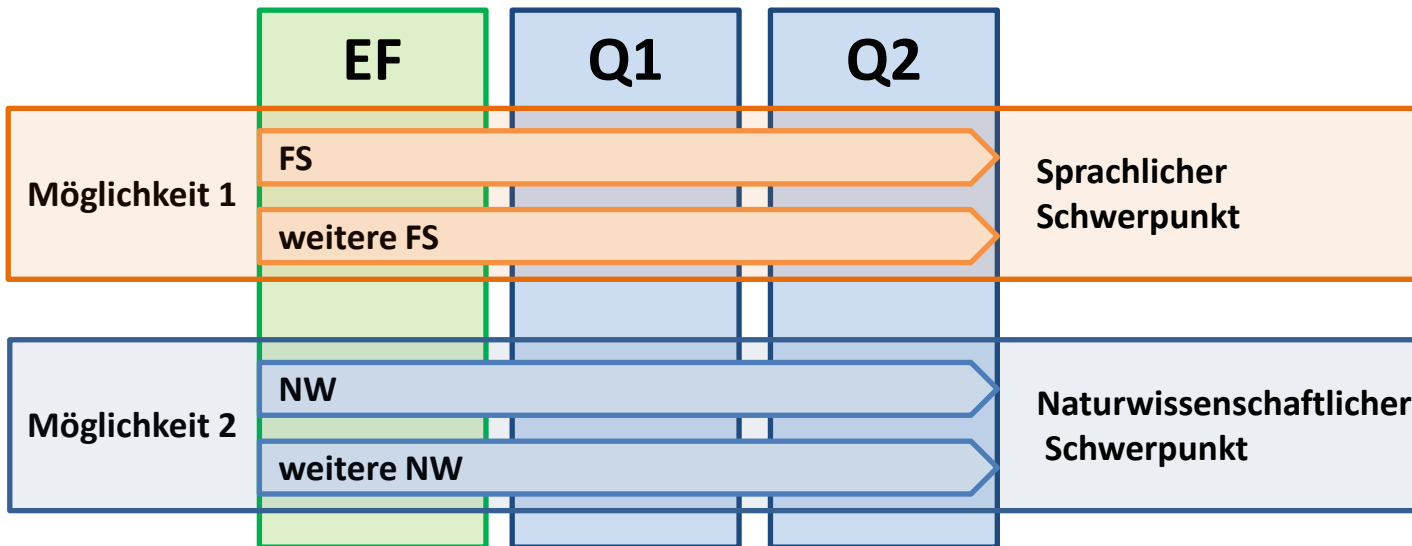 EF
Q1
Q2
Möglichkeit 1
FS
weitere FS
Sprachlicher
Schwerpunkt
Möglichkeit 2
NW
weitere NW
Naturwissenschaftlicher
Schwerpunkt